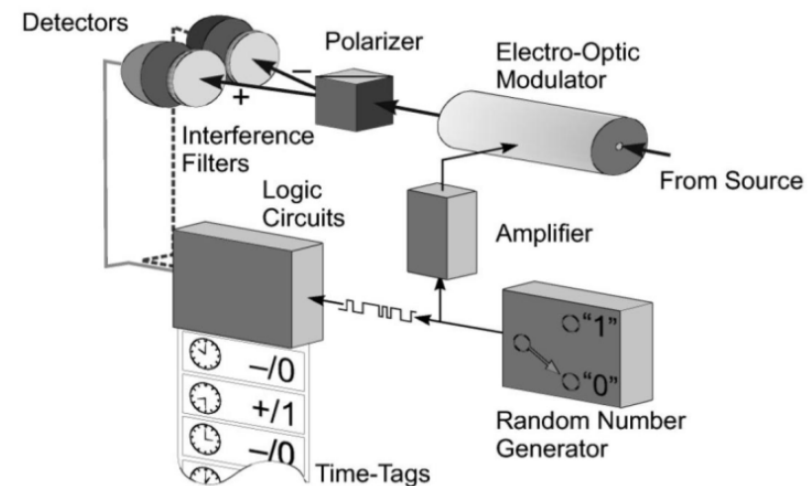 Detectors
Polarizer
Electro-Optic
Modulator
−
+
Interference
Filters
From Source
Logic
Circuits
Amplifier
"1"
"0"
−/0
+/1
−/0
Random Number
Generator
Time-Tags